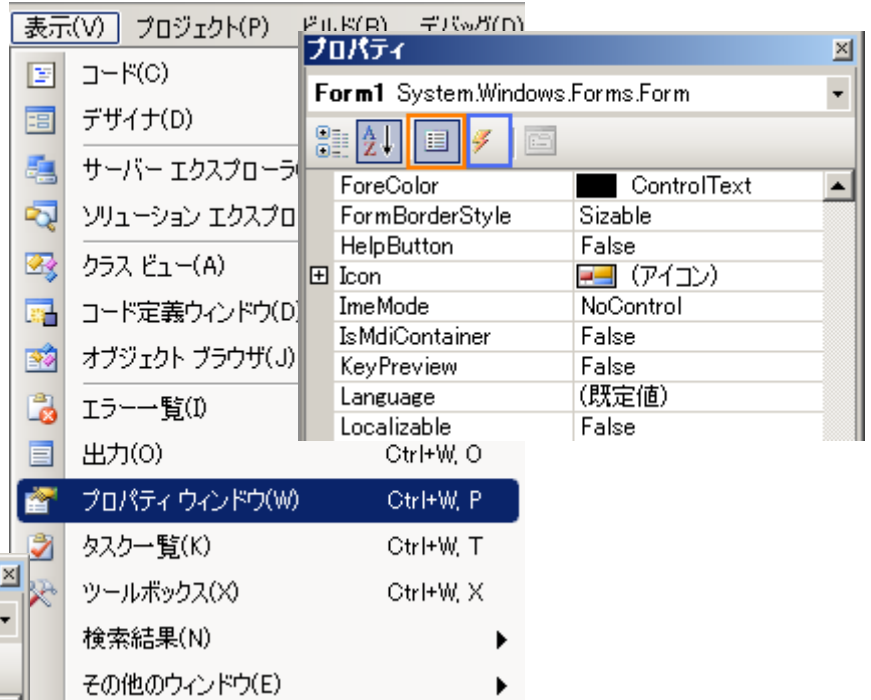 表示(V) プロジェクト(P) ビルド(B) デバッグ(D)
コード(C)
デザイナ(D)
サーバー エクスプローラ
ソリューション エクスプロ
クラス ビュー(A)
コード定義ウィンドウ(D)
オブジェクト ブラウザ(J)
エラー一覧(I)
出力(O) Ctrl+W, O
プロパティ ウィンドウ(W) Ctrl+W, P
タスク一覧(K) Ctrl+W, T
ツールボックス(X) Ctrl+W, X
検索結果(N)
その他のウィンドウ(E)
プロパティ
Form1 System.Windows.Forms.Form
ForeColor ControlText
FormBorderStyle Sizable
HelpButton False
Icon (アイコン)
ImeMode NoControl
IsMdiContainer False
KeyPreview False
Language (既定値)
Localizable False